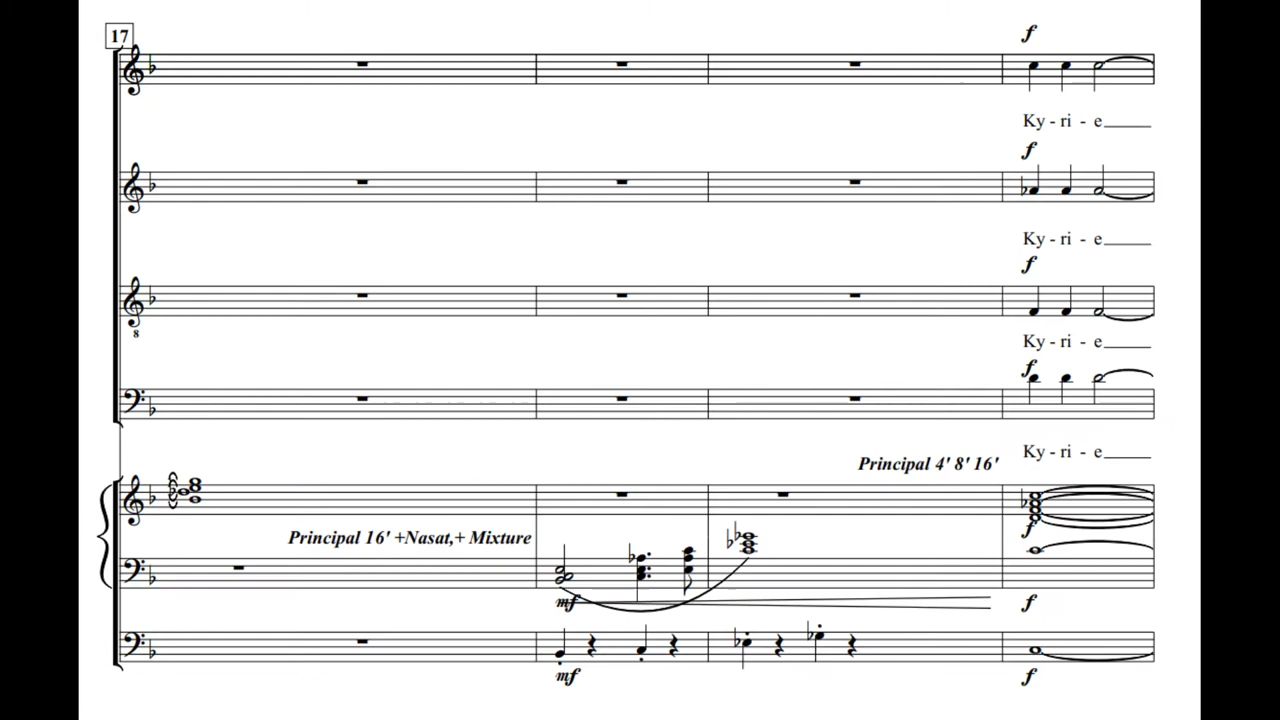 17
f
Ky - ri - e
f
Ky - ri - e
f
8
Ky - ri - e
f
Ky - ri - e
Principal 4' 8' 16'
f
Principal 16' +Nasat,+ Mixture
mf f
mf f